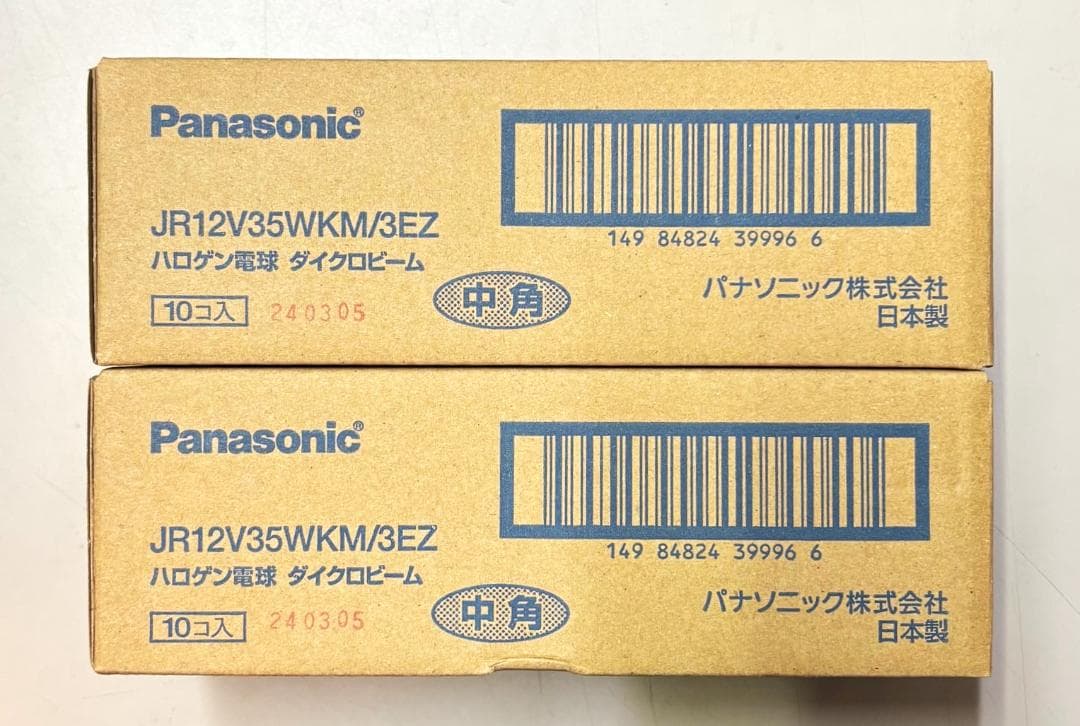 Panasonic®
JR12V35WKM/3EZ
ハロゲン電球 ダイクロビーム
10コ入 240305
中角
149 84824 39996 6
パナソニック株式会社
日本製
Panasonic®
JR12V35WKM/3EZ
ハロゲン電球 ダイクロビーム
10コ入 240305
中角
149 84824 39996 6
パナソニック株式会社
日本製